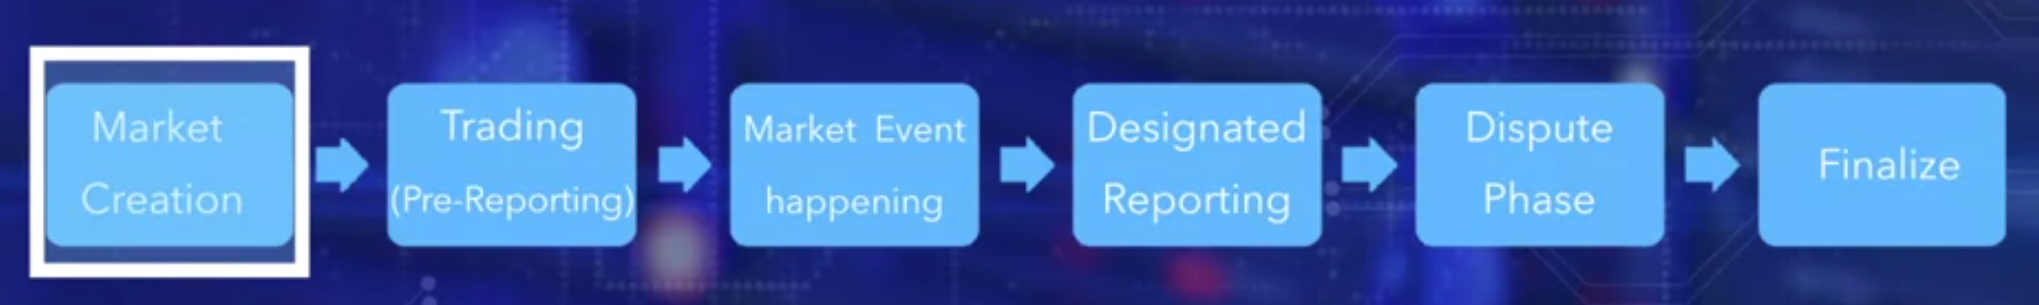 Market
Creation
Trading
(Pre-Reporting)
Market Event
happening
Designated
Reporting
Dispute
Phase
Finalize